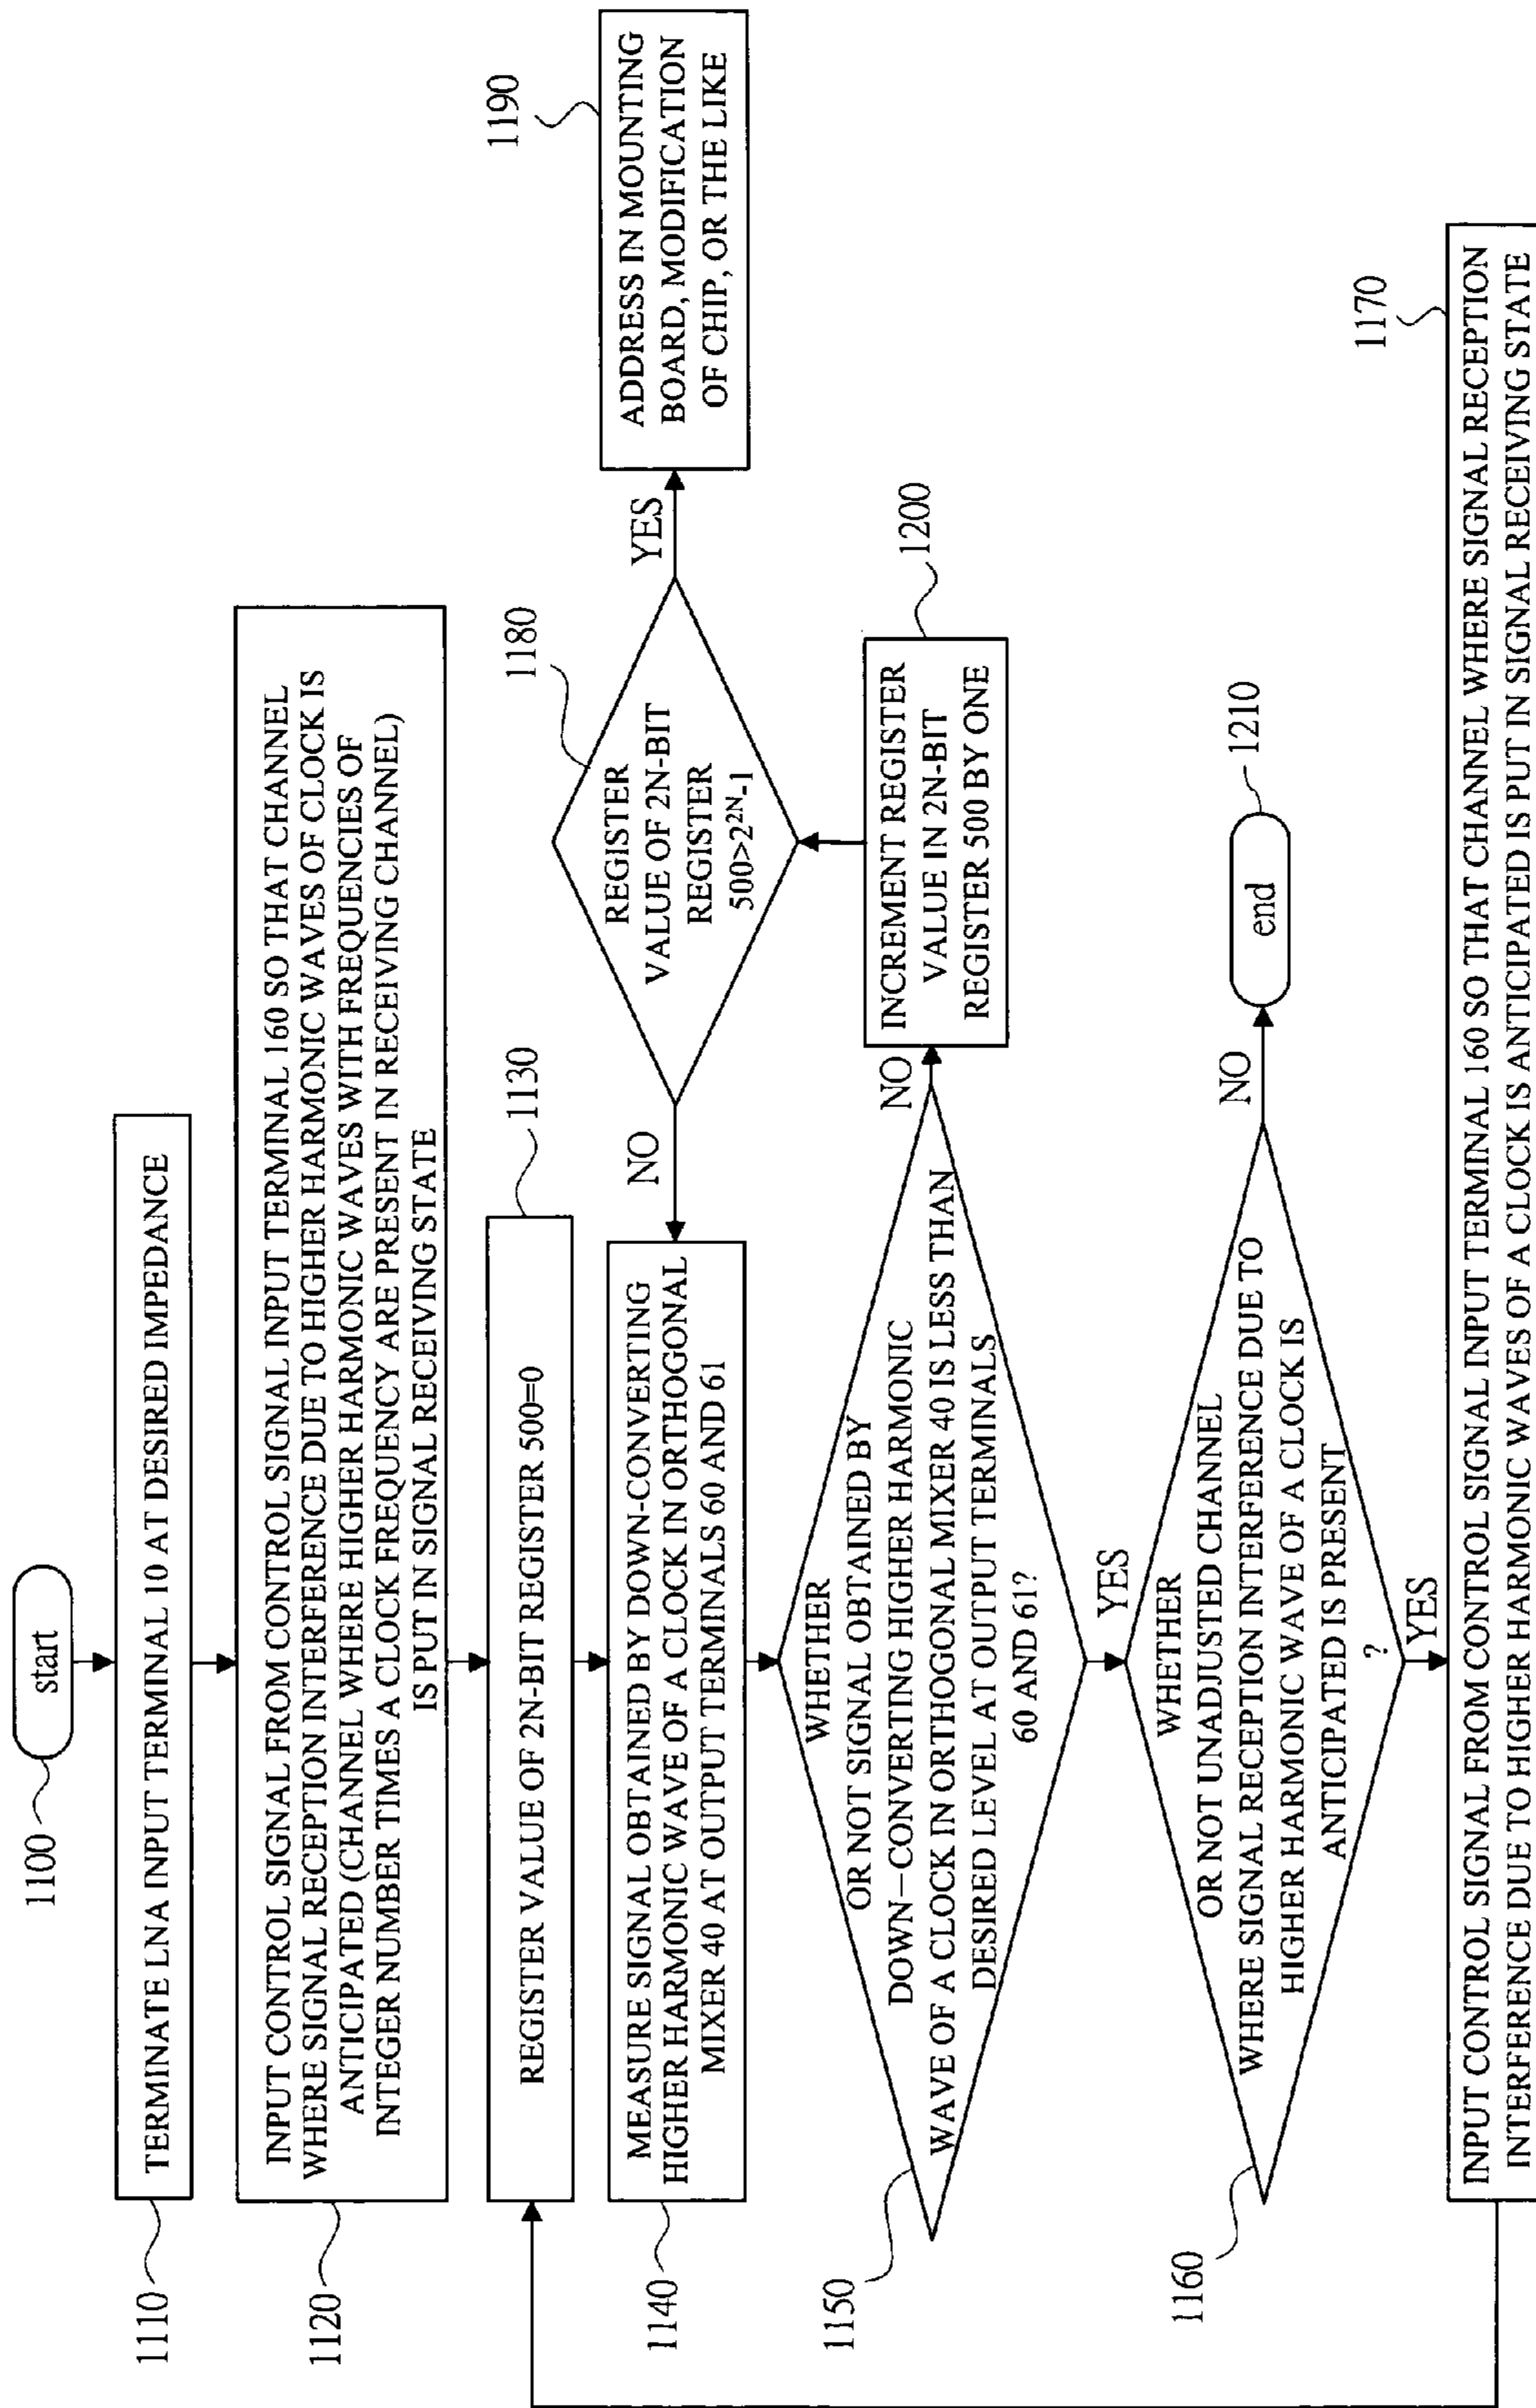 1100
start
1110
TERMINATE LNA INPUT TERMINAL 10 AT DESIRED IMPEDANCE
1120
INPUT CONTROL SIGNAL FROM CONTROL SIGNAL INPUT TERMINAL 160 SO THAT CHANNEL
WHERE SIGNAL RECEPTION INTERFERENCE DUE TO HIGHER HARMONIC WAVES OF CLOCK IS
ANTICIPATED (CHANNEL WHERE HIGHER HARMONIC WAVES WITH FREQUENCIES OF
INTEGER NUMBER TIMES A CLOCK FREQUENCY ARE PRESENT IN RECEIVING CHANNEL)
IS PUT IN SIGNAL RECEIVING STATE
1130
REGISTER VALUE OF 2N-BIT REGISTER 500=0
1140
MEASURE SIGNAL OBTAINED BY DOWN-CONVERTING
HIGHER HARMONIC WAVE OF A CLOCK IN ORTHOGONAL
MIXER 40 AT OUTPUT TERMINALS 60 AND 61
NO
1180
REGISTER
VALUE OF 2N-BIT
REGISTER
500>2^{2N}-1
YES
1190
ADDRESS IN MOUNTING
BOARD, MODIFICATION
OF CHIP, OR THE LIKE
1150
WHETHER
OR NOT SIGNAL OBTAINED BY
DOWN–CONVERTING HIGHER HARMONIC
WAVE OF A CLOCK IN ORTHOGONAL MIXER 40 IS LESS THAN
DESIRED LEVEL AT OUTPUT TERMINALS
60 AND 61?
NO
1200
INCREMENT REGISTER
VALUE IN 2N-BIT
REGISTER 500 BY ONE
YES
1160
WHETHER
OR NOT UNADJUSTED CHANNEL
WHERE SIGNAL RECEPTION INTERFERENCE DUE TO
HIGHER HARMONIC WAVE OF A CLOCK IS
ANTICIPATED IS PRESENT
?
NO
1210
end
YES
1170
INPUT CONTROL SIGNAL FROM CONTROL SIGNAL INPUT TERMINAL 160 SO THAT CHANNEL WHERE SIGNAL RECEPTION
INTERFERENCE DUE TO HIGHER HARMONIC WAVES OF A CLOCK IS ANTICIPATED IS PUT IN SIGNAL RECEIVING STATE